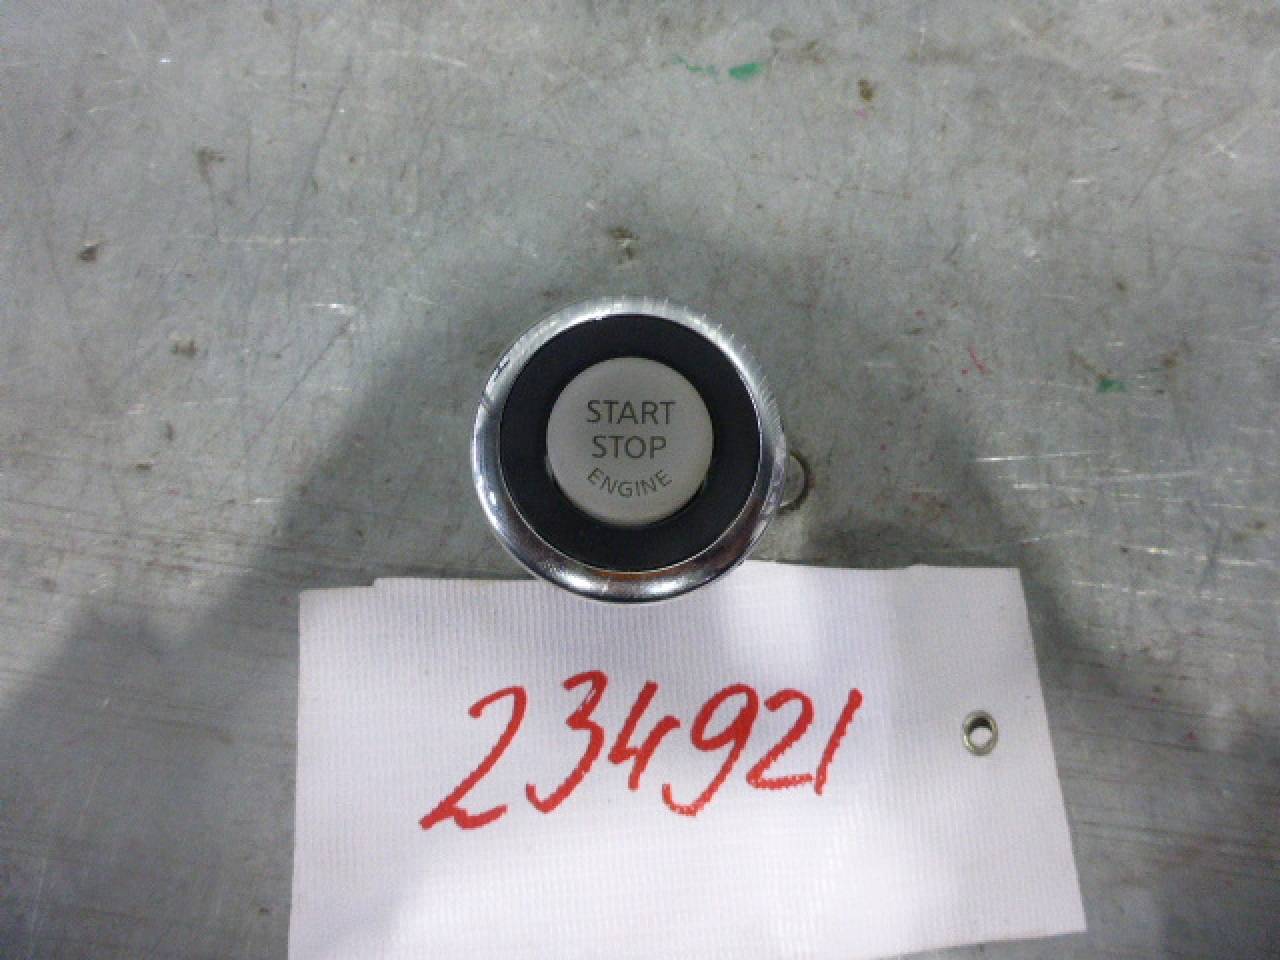 START
STOP
ENGINE
234921